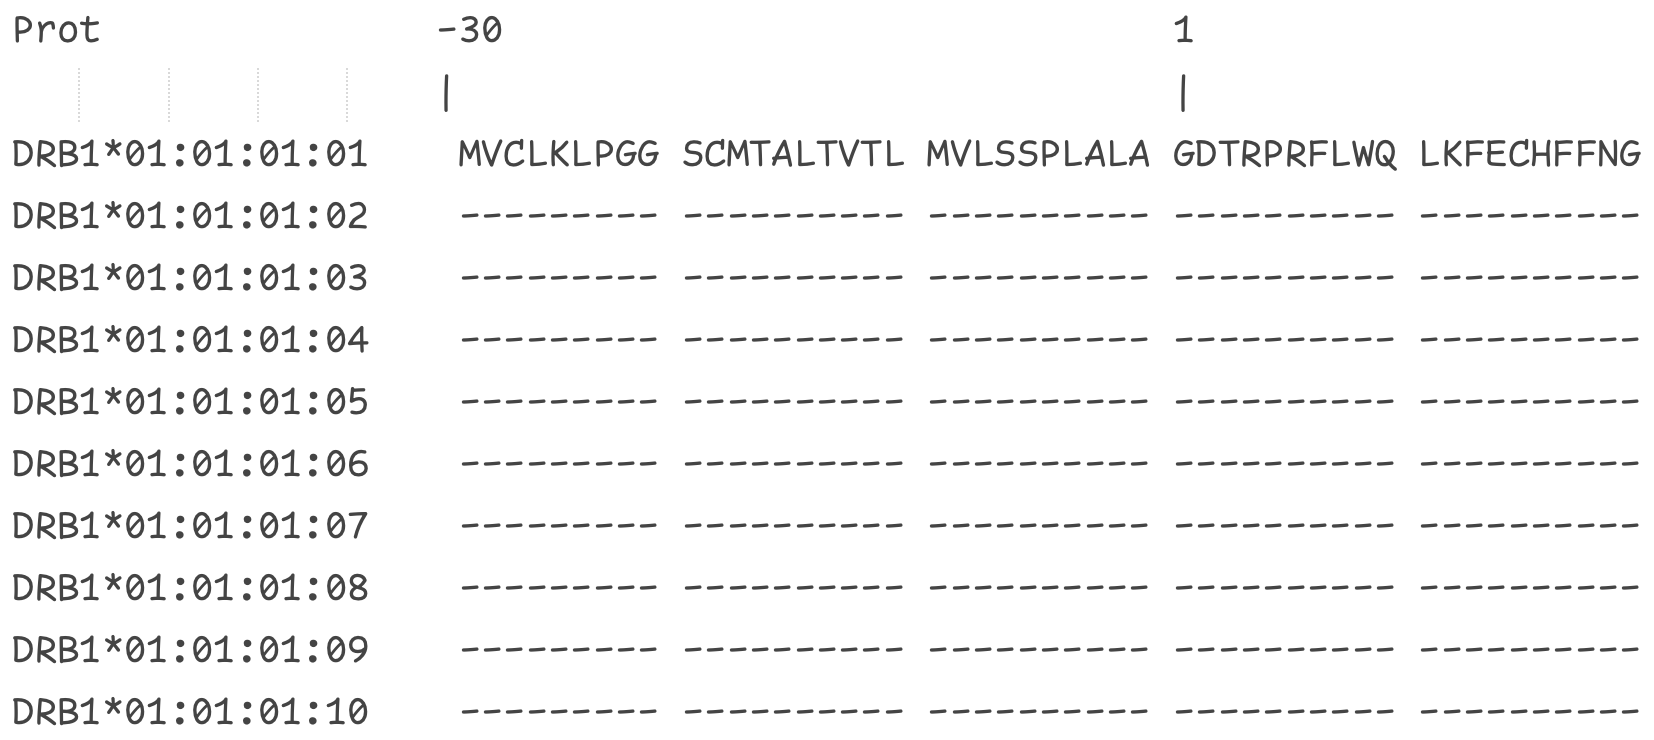 Prot -30 1
| |
DRB1*01:01:01:01 MVCLKLPGG SCMTALTVTL MVLSSPLALA GDTRPRFLWQ LKFECHFFNG
DRB1*01:01:01:02 --------- ---------- ---------- ---------- ----------
DRB1*01:01:01:03 --------- ---------- ---------- ---------- ----------
DRB1*01:01:01:04 --------- ---------- ---------- ---------- ----------
DRB1*01:01:01:05 --------- ---------- ---------- ---------- ----------
DRB1*01:01:01:06 --------- ---------- ---------- ---------- ----------
DRB1*01:01:01:07 --------- ---------- ---------- ---------- ----------
DRB1*01:01:01:08 --------- ---------- ---------- ---------- ----------
DRB1*01:01:01:09 --------- ---------- ---------- ---------- ----------
DRB1*01:01:01:10 --------- ---------- ---------- ---------- ----------